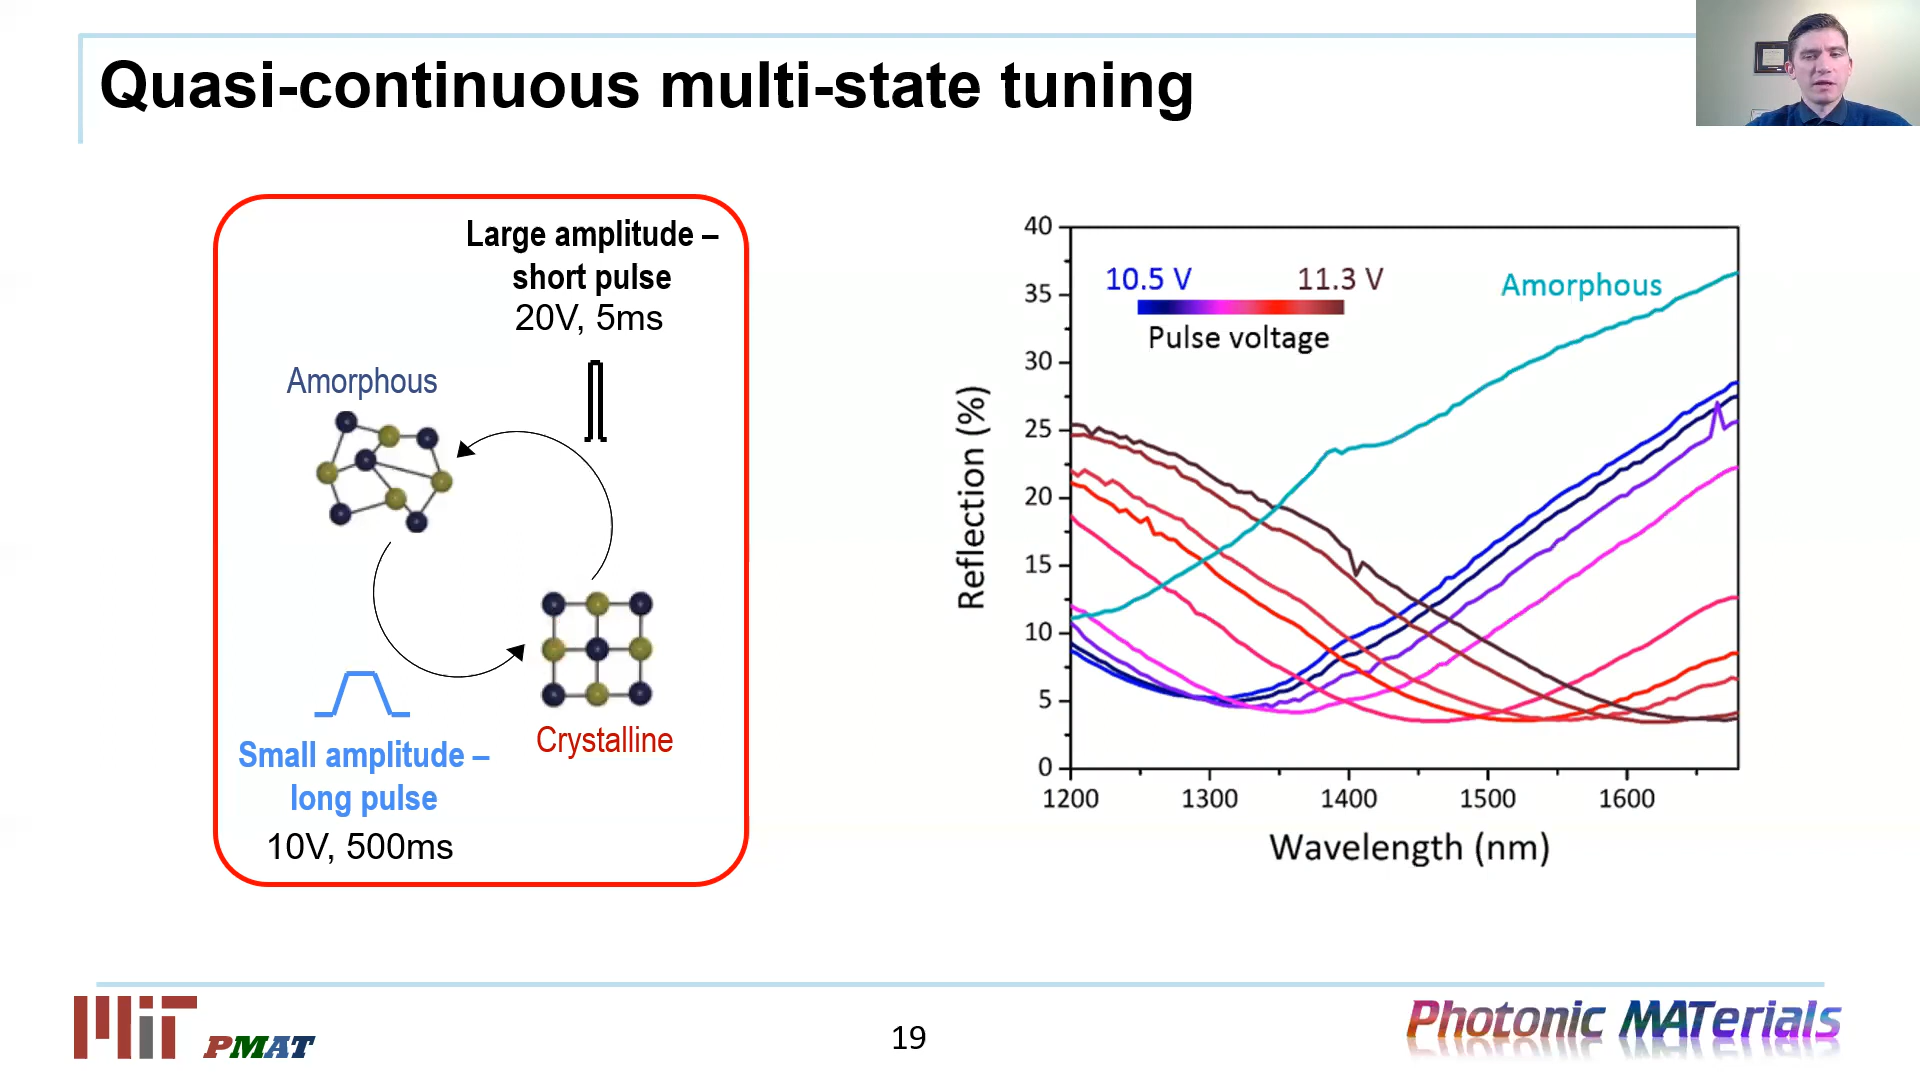 Quasi-continuous multi-state tuning
Large amplitude –
short pulse
20V, 5ms
Amorphous
Crystalline
Small amplitude –
long pulse
10V, 500ms
40
35
30
25
20
15
10
5
0
Reflection (%)
10.5 V
11.3 V
Pulse voltage
Amorphous
1200
1300
1400
1500
1600
Wavelength (nm)
MIT
PMAT
19
Photonic MATerials